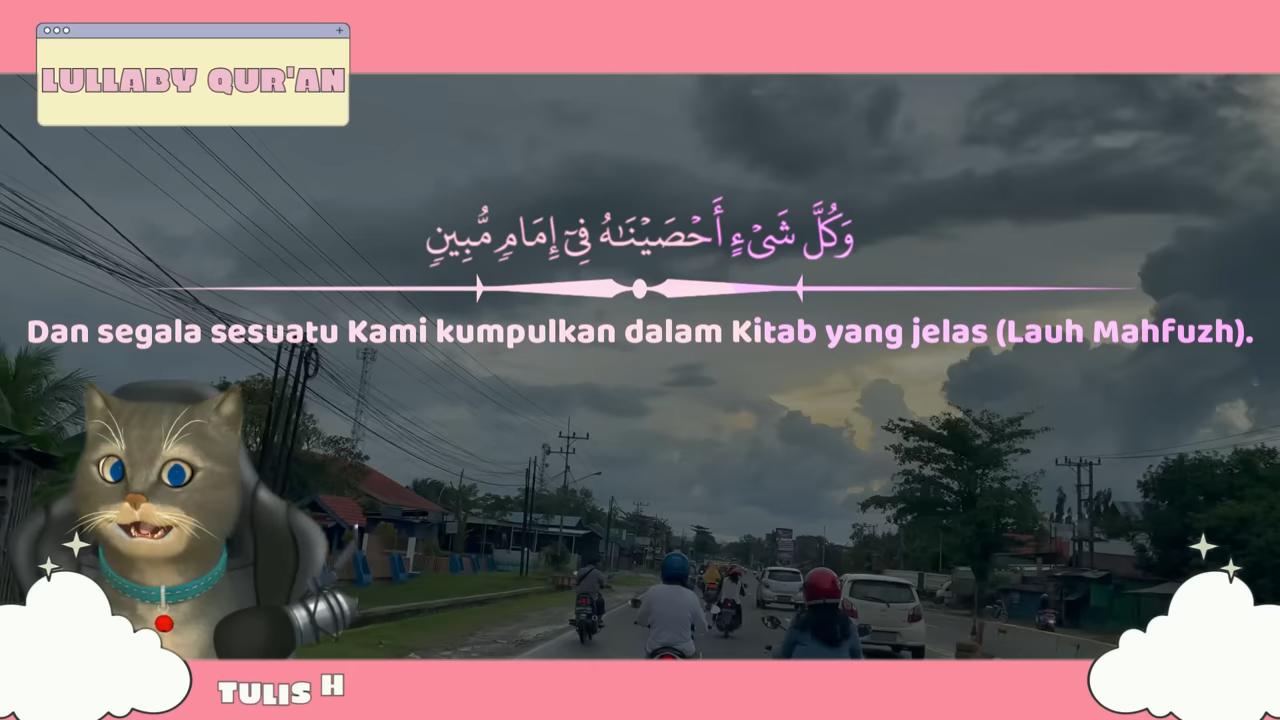 LULLABY QUR'AN
وَكُلَّ شَىْءٍ أَحْصَيْنَـٰهُ فِىٓ إِمَامٍ مُّبِينٍ
Dan segala sesuatu Kami kumpulkan dalam Kitab yang jelas (Lauh Mahfuzh).
TULIS H